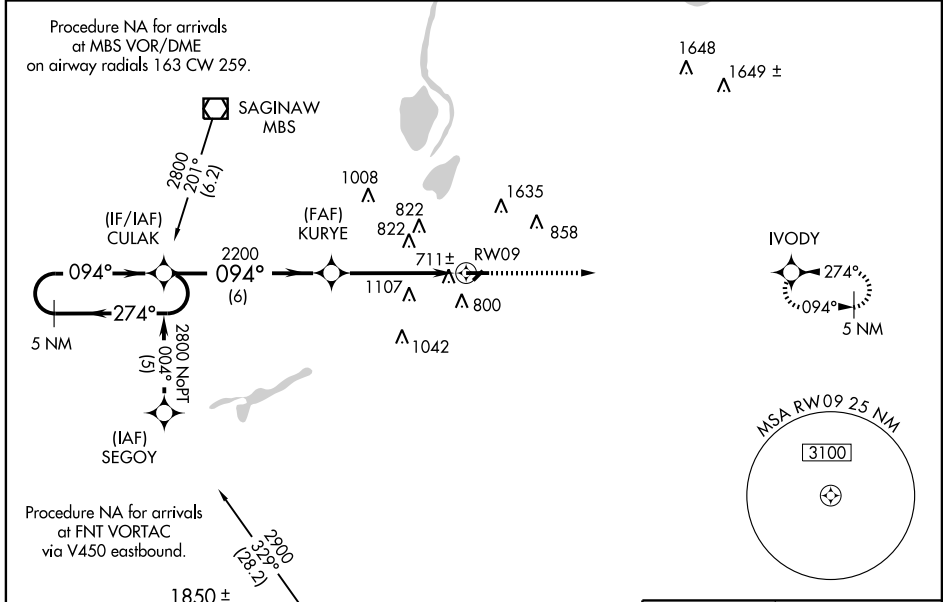 Procedure NA for arrivals
at MBS VOR/DME
on airway radials 163 CW 259.
1648
1649 ±
SAGINAW
MBS
2800
201°
(6.2)
1008
1635
(IF/IAF)
CULAK
(FAF)
KURYE
822
822
858
2200
711±
RW09
IVODY
094°
094°
274°
(6)
1107
800
094°
274°
5 NM
5 NM
1042
2800 NoPT
004°
(5)
MSA RW09 25 NM
3100
(IAF)
SEGOY
Procedure NA for arrivals
at FNT VORTAC
via V450 eastbound.
2900
329°
(28.2)
1850 ±